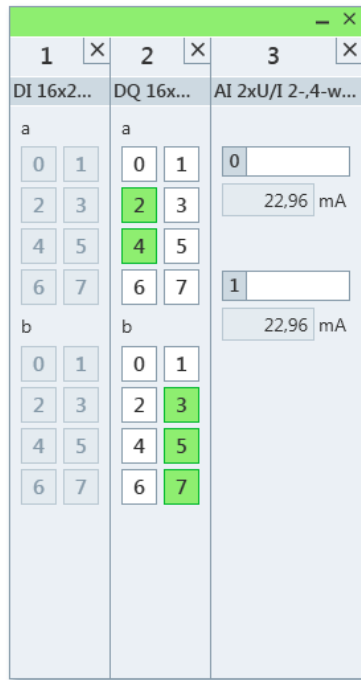 1 2 3
DI 16x2... DQ 16x... AI 2xU/I 2-,4-w...
a a
0 1 0 1 0
2 3 2 3 22,96 mA
4 5 4 5
6 7 6 7 1
b b 22,96 mA
0 1 0 1
2 3 2 3
4 5 4 5
6 7 6 7